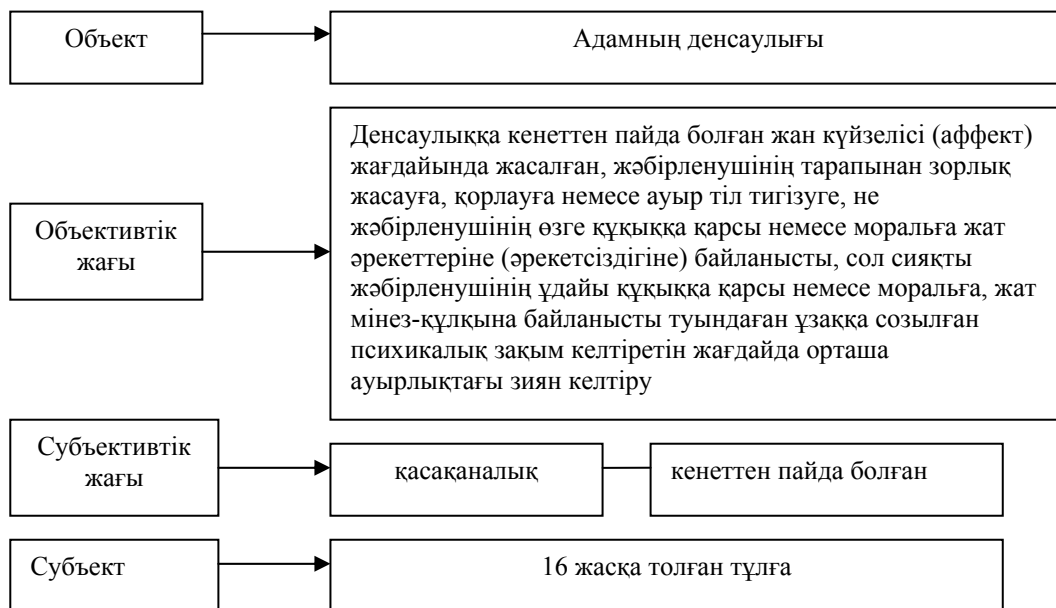 Объект
Адамның денсаулығы
Объективтік
жағы
Денсаулыққа кенеттен пайда болған жан күйзелісі (аффект)
жағдайында жасалған, жәбірленушінің тарапынан зорлық
жасауға, қорлауға немесе ауыр тіл тигізуге, не
жәбірленушінің өзге құқыққа қарсы немесе моральға жат
әрекеттеріне (әрекетсіздігіне) байланысты, сол сияқты
жәбірленушінің ұдайы құқыққа қарсы немесе моральға, жат
мінез-құлқына байланысты туындаған ұзаққа созылған
психикалық зақым келтіретін жағдайда орташа
ауырлықтағы зиян келтіру
Субъективтік
жағы
қасақаналық
кенеттен пайда болған
Субъект
16 жасқа толған тұлға